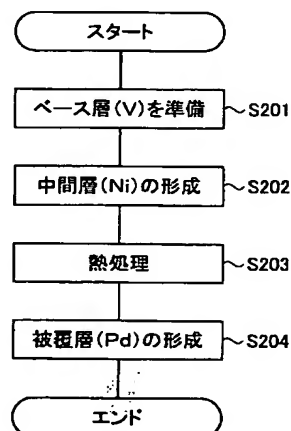 スタート
ベース層(V)を準備 ~S201
中間層(Ni)の形成 ~S202
熱処理 ~S203
被覆層(Pd)の形成 ~S204
エンド